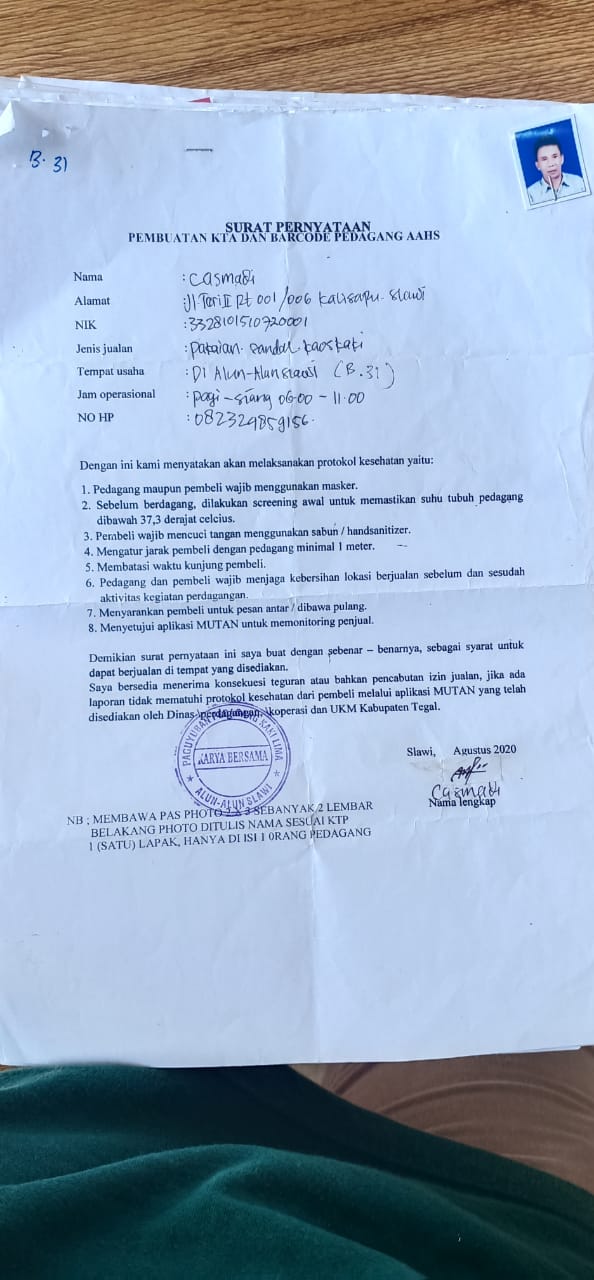 B. 31
SURAT PERNYATAAN
PEMBUATAN KTA DAN BARCODE PEDAGANG AAHS
Nama : Casmadi
Alamat : Jl Teri II Rt 001/006 Kalisapu. Slawi
NIK : 3328101510720001
Jenis jualan : pakaian. sandal. kaoskaki
Tempat usaha : DI Alun-Alun Slawi (B.31)
Jam operasional : pagi - siang 06.00 - 11.00
NO HP : 082329859156.
Dengan ini kami menyatakan akan melaksanakan protokol kesehatan yaitu:
1. Pedagang maupun pembeli wajib menggunakan masker.
2. Sebelum berdagang, dilakukan screening awal untuk memastikan suhu tubuh pedagang
dibawah 37,3 derajat celcius.
3. Pembeli wajib mencuci tangan menggunakan sabun / handsanitizer.
4. Mengatur jarak pembeli dengan pedagang minimal 1 meter.
5. Membatasi waktu kunjung pembeli.
6. Pedagang dan pembeli wajib menjaga kebersihan lokasi berjualan sebelum dan sesudah
aktivitas kegiatan perdagangan.
7. Menyarankan pembeli untuk pesan antar / dibawa pulang.
8. Menyetujui aplikasi MUTAN untuk memonitoring penjual.
Demikian surat pernyataan ini saya buat dengan sebenar – benarnya, sebagai syarat untuk
dapat berjualan di tempat yang disediakan.
Saya bersedia menerima konsekuesi teguran atau bahkan pencabutan izin jualan, jika ada
laporan tidak mematuhi protokol kesehatan dari pembeli melalui aplikasi MUTAN yang telah
disediakan oleh Dinas perdagangan, koperasi dan UKM Kabupaten Tegal.
PAGUYUBAN PEDAGANG KAKI LIMA
KARYA BERSAMA
ALUN-ALUN SLAWI
Slawi, Agustus 2020
Casmadi
Nama lengkap
NB ; MEMBAWA PAS PHOTO 2 X 3 SEBANYAK 2 LEMBAR
BELAKANG PHOTO DITULIS NAMA SESUAI KTP
1 (SATU) LAPAK, HANYA DI ISI 1 0RANG PEDAGANG